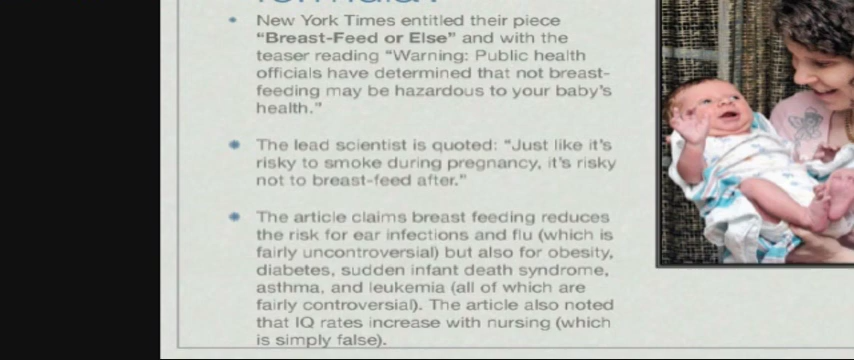 New York Times entitled their piece
“Breast-Feed or Else” and with the
teaser reading “Warning: Public health
officials have determined that not breast-
feeding may be hazardous to your baby’s
health.”
The lead scientist is quoted: “Just like it’s
risky to smoke during pregnancy, it’s risky
not to breast-feed after.”
The article claims breast feeding reduces
the risk for ear infections and flu (which is
fairly uncontroversial) but also for obesity,
diabetes, sudden infant death syndrome,
asthma, and leukemia (all of which are
fairly controversial). The article also noted
that IQ rates increase with nursing (which
is simply false).